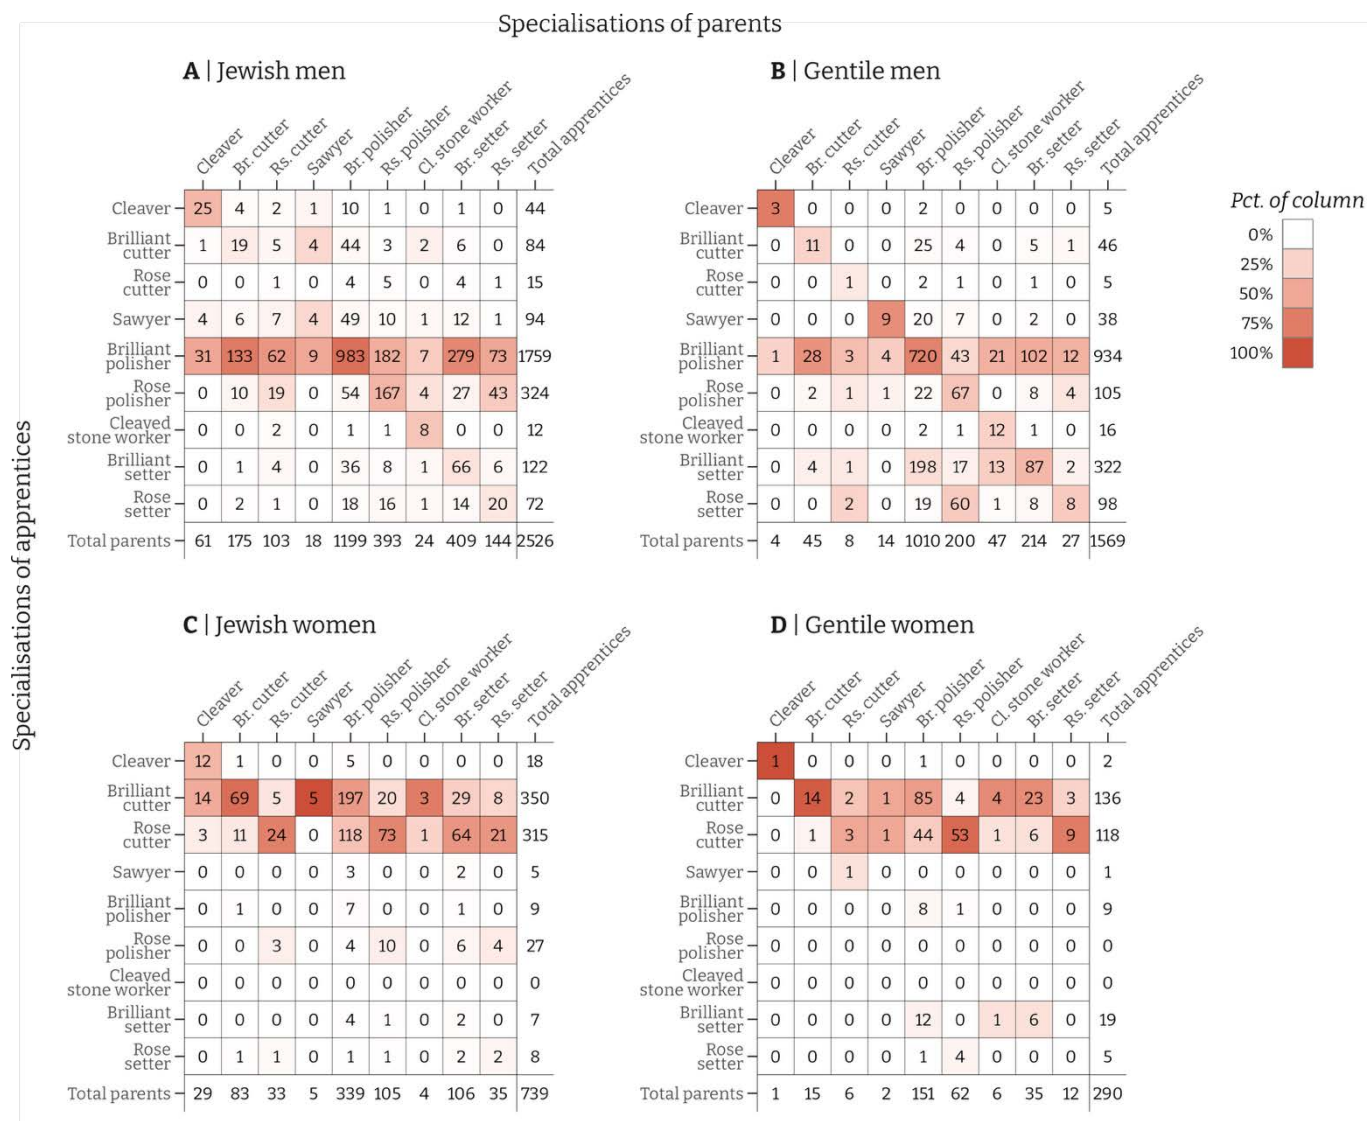 Specialisations of parents
Specialisations of apprentices
A | Jewish men
Cleaver Br. cutter Rs. cutter Sawyer Br. polisher Rs. polisher Cl. stone worker Br. setter Rs. setter Total apprentices
Cleaver 25 4 2 1 10 1 0 1 0 44
Brilliant
cutter 1 19 5 4 44 3 2 6 0 84
Rose
cutter 0 0 1 0 4 5 0 4 1 15
Sawyer 4 6 7 4 49 10 1 12 1 94
Brilliant
polisher 31 133 62 9 983 182 7 279 73 1759
Rose
polisher 0 10 19 0 54 167 4 27 43 324
Cleaved
stone worker 0 0 2 0 1 1 8 0 0 12
Brilliant
setter 0 1 4 0 36 8 1 66 6 122
Rose
setter 0 2 1 0 18 16 1 14 20 72
Total parents 61 175 103 18 1199 393 24 409 144 2526
B | Gentile men
Cleaver Br. cutter Rs. cutter Sawyer Br. polisher Rs. polisher Cl. stone worker Br. setter Rs. setter Total apprentices
Cleaver 3 0 0 0 2 0 0 0 0 5
Brilliant
cutter 0 11 0 0 25 4 0 5 1 46
Rose
cutter 0 0 1 0 2 1 0 1 0 5
Sawyer 0 0 0 9 20 7 0 2 0 38
Brilliant
polisher 1 28 3 4 720 43 21 102 12 934
Rose
polisher 0 2 1 1 22 67 0 8 4 105
Cleaved
stone worker 0 0 0 0 2 1 12 1 0 16
Brilliant
setter 0 4 1 0 198 17 13 87 2 322
Rose
setter 0 0 2 0 19 60 1 8 8 98
Total parents 4 45 8 14 1010 200 47 214 27 1569
Pct. of column
0%
25%
50%
75%
100%
C | Jewish women
Cleaver Br. cutter Rs. cutter Sawyer Br. polisher Rs. polisher Cl. stone worker Br. setter Rs. setter Total apprentices
Cleaver 12 1 0 0 5 0 0 0 0 18
Brilliant
cutter 14 69 5 5 197 20 3 29 8 350
Rose
cutter 3 11 24 0 118 73 1 64 21 315
Sawyer 0 0 0 0 3 0 0 2 0 5
Brilliant
polisher 0 1 0 0 7 0 0 1 0 9
Rose
polisher 0 0 3 0 4 10 0 6 4 27
Cleaved
stone worker 0 0 0 0 0 0 0 0 0 0
Brilliant
setter 0 0 0 0 4 1 0 2 0 7
Rose
setter 0 1 1 0 1 1 0 2 2 8
Total parents 29 83 33 5 339 105 4 106 35 739
D | Gentile women
Cleaver Br. cutter Rs. cutter Sawyer Br. polisher Rs. polisher Cl. stone worker Br. setter Rs. setter Total apprentices
Cleaver 1 0 0 0 1 0 0 0 0 2
Brilliant
cutter 0 14 2 1 85 4 4 23 3 136
Rose
cutter 0 1 3 1 44 53 1 6 9 118
Sawyer 0 0 1 0 0 0 0 0 0 1
Brilliant
polisher 0 0 0 0 8 1 0 0 0 9
Rose
polisher 0 0 0 0 0 0 0 0 0 0
Cleaved
stone worker 0 0 0 0 0 0 0 0 0 0
Brilliant
setter 0 0 0 0 12 0 1 6 0 19
Rose
setter 0 0 0 0 1 4 0 0 0 5
Total parents 1 15 6 2 151 62 6 35 12 290